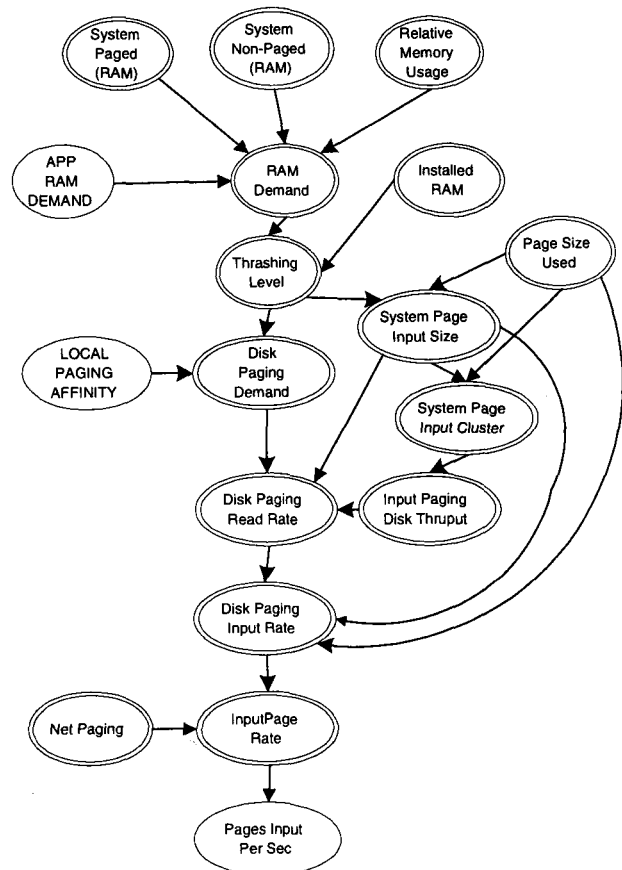 System
Paged
(RAM)
System
Non-Paged
(RAM)
Relative
Memory
Usage
APP
RAM
DEMAND
RAM
Demand
Installed
RAM
Thrashing
Level
Page Size
Used
System Page
Input Size
LOCAL
PAGING
AFFINITY
Disk
Paging
Demand
System Page
Input Cluster
Disk Paging
Read Rate
Input Paging
Disk Thruput
Disk Paging
Input Rate
Net Paging
InputPage
Rate
Pages Input
Per Sec